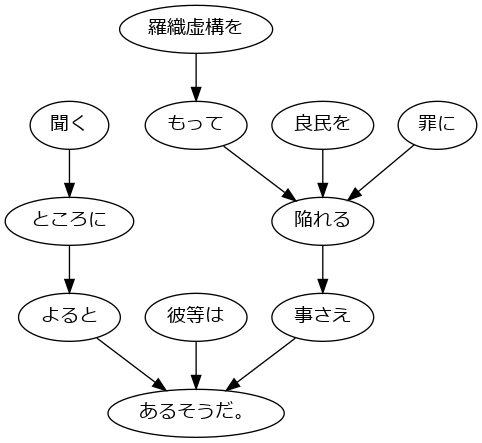 羅織虚構を
聞く
もって
良民を
罪に
ところに
陥れる
よると
彼等は
事さえ
あるそうだ。